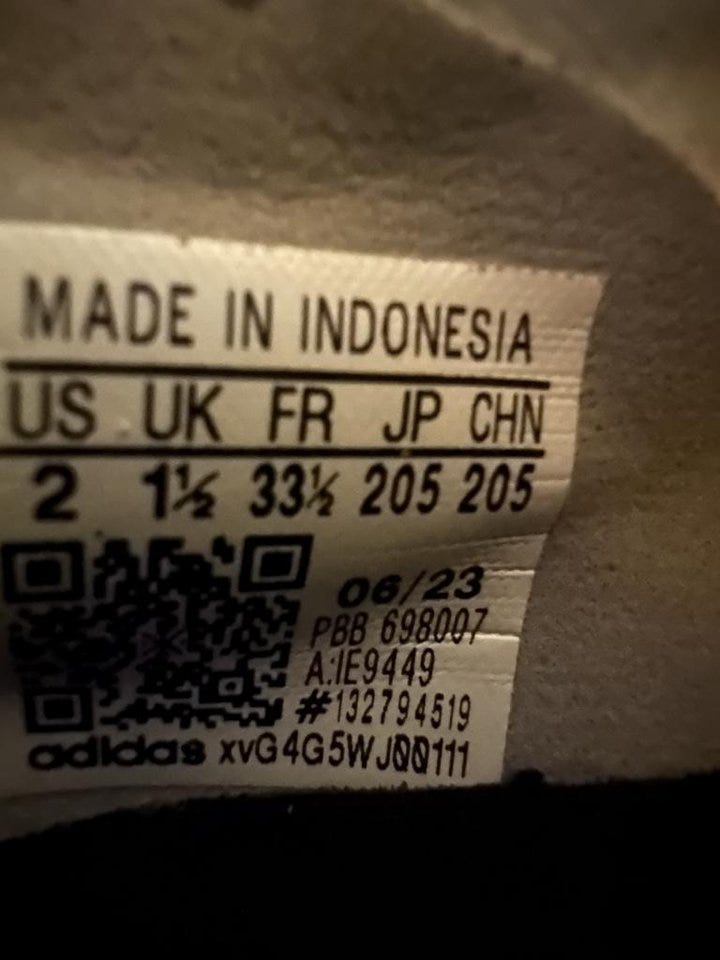 MADE IN INDONESIA
US UK FR JP CHN
2 1½ 33½ 205 205
06/23
PBB 698007
A:IE9449
#132794519
adidas xvG4G5WJ00111